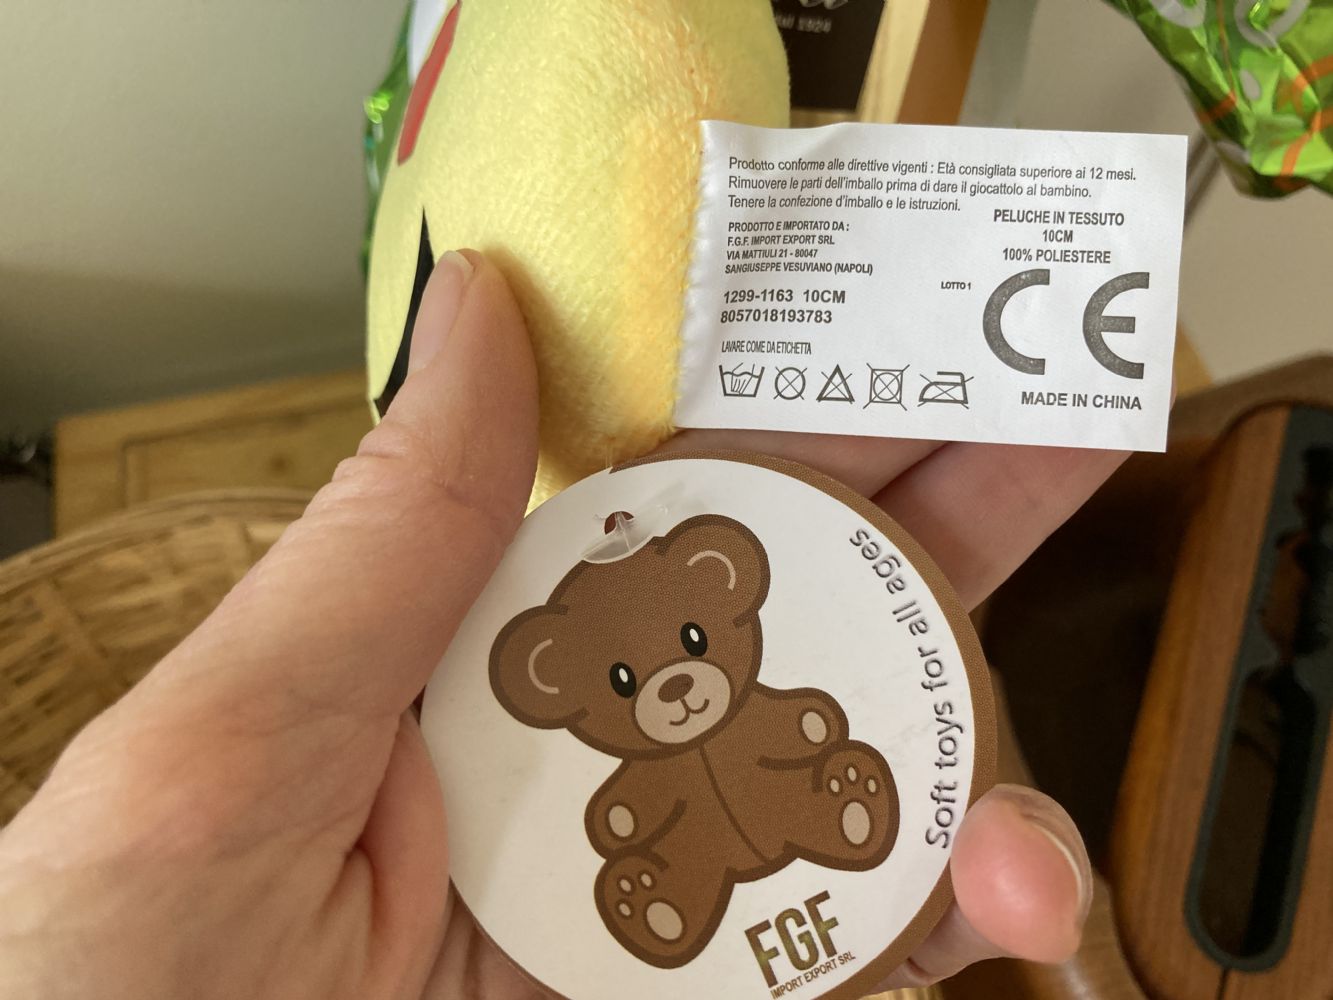 tal 1924
Prodotto conforme alle direttive vigenti : Età consigliata superiore ai 12 mesi.
Rimuovere le parti dell'imballo prima di dare il giocattolo al bambino.
Tenere la confezione d'imballo e le istruzioni.
PRODOTTO E IMPORTATO DA :
F.G.F. IMPORT EXPORT SRL
VIA MATTIULI 21 - 80047
SANGIUSEPPE VESUVIANO (NAPOLI)
1299-1163 10CM
8057018193783
LAVARE COME DA ETICHETTA
PELUCHE IN TESSUTO
10CM
100% POLIESTERE
LOTTO 1
CE
MADE IN CHINA
Soft toys for all ages
FGF
IMPORT EXPORT SRL